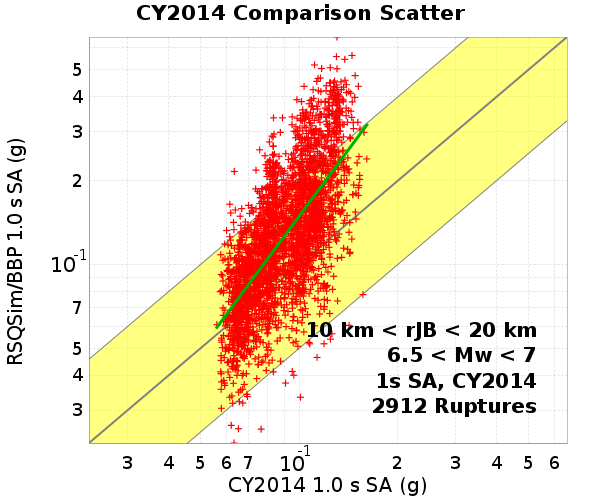 CY2014 Comparison Scatter
RSQSim/BBP 1.0 s SA (g)
5
4
3
2
10^-1
7
5
4
3
10 km < rJB < 20 km
6.5 < Mw < 7
1s SA, CY2014
2912 Ruptures
3 4 5 6 7 10^-1 2 3 4 5 6
CY2014 1.0 s SA (g)